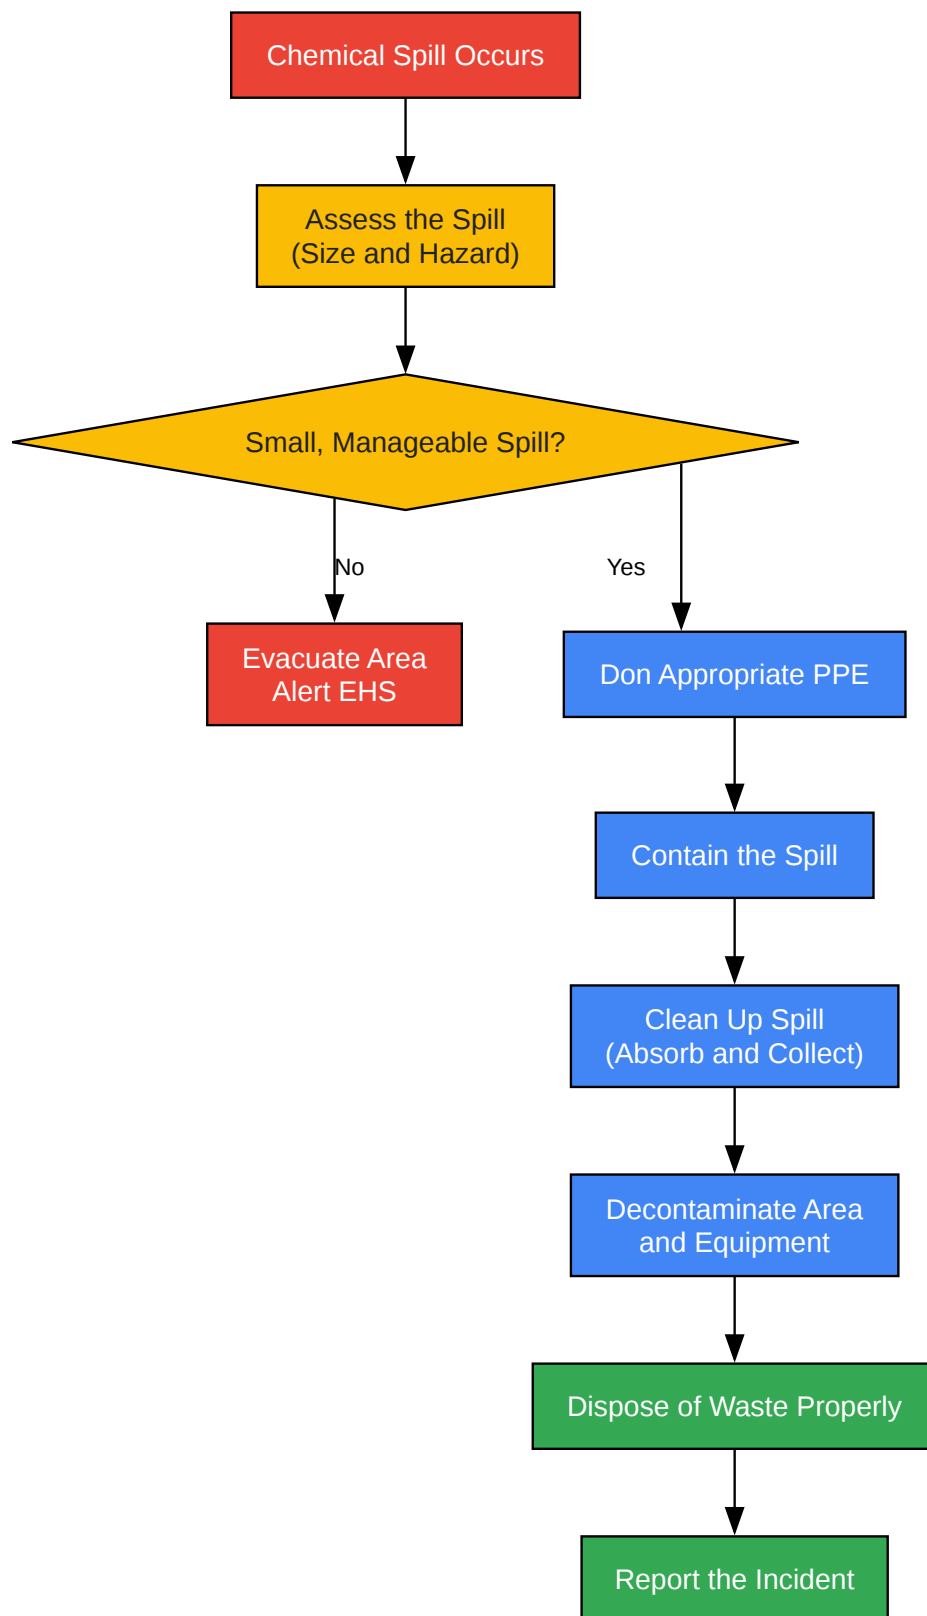 Chemical Spill Occurs
Assess the Spill
(Size and Hazard)
Small, Manageable Spill?
No
Yes
Evacuate Area
Alert EHS
Don Appropriate PPE
Contain the Spill
Clean Up Spill
(Absorb and Collect)
Decontaminate Area
and Equipment
Dispose of Waste Properly
Report the Incident